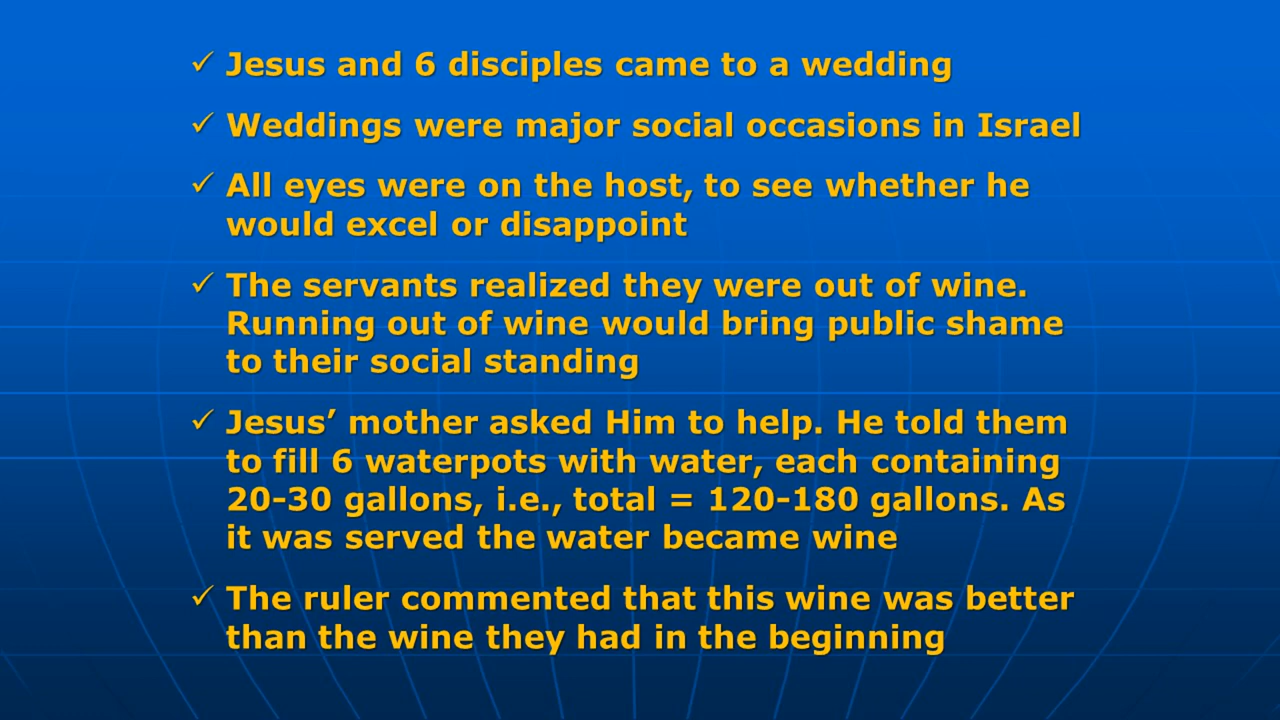 ✓ Jesus and 6 disciples came to a wedding
✓ Weddings were major social occasions in Israel
✓ All eyes were on the host, to see whether he
would excel or disappoint
✓ The servants realized they were out of wine.
Running out of wine would bring public shame
to their social standing
✓ Jesus’ mother asked Him to help. He told them
to fill 6 waterpots with water, each containing
20-30 gallons, i.e., total = 120-180 gallons. As
it was served the water became wine
✓ The ruler commented that this wine was better
than the wine they had in the beginning